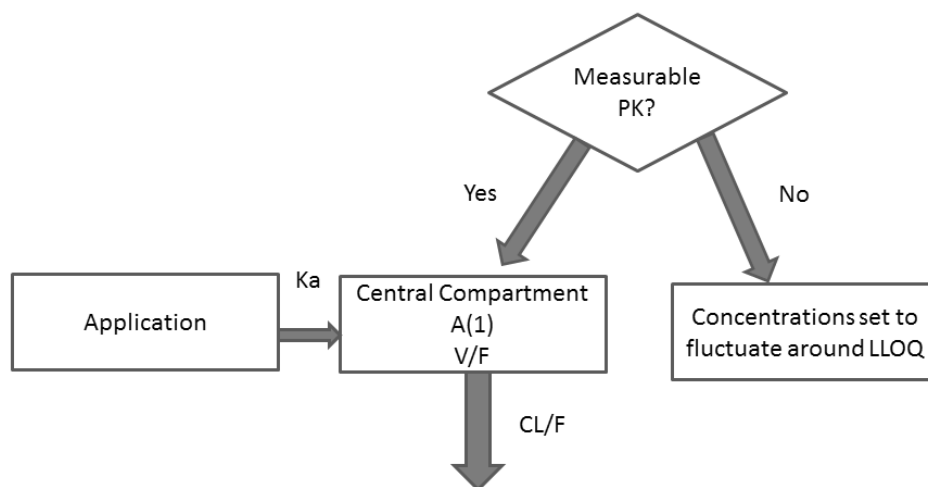 Measurable
PK?
Yes
No
Ka
Application
Central Compartment
A(1)
V/F
Concentrations set to
fluctuate around LLOQ
CL/F